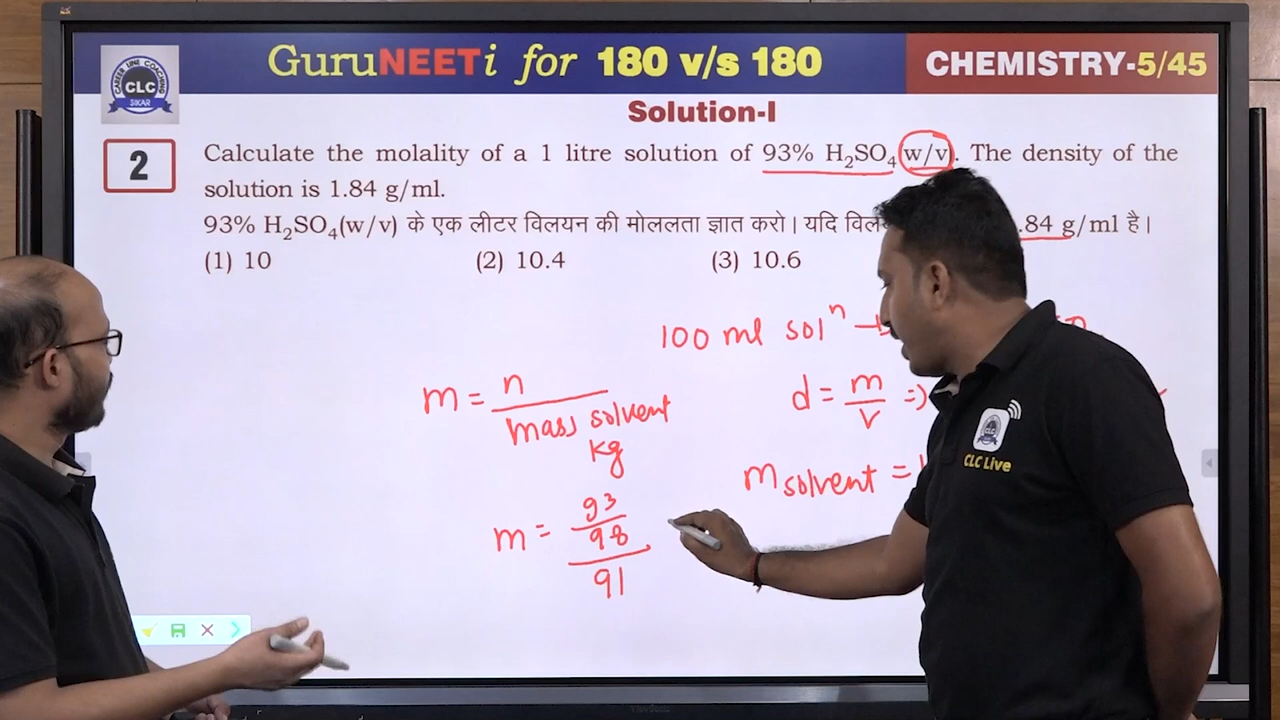 GuruNEETi for 180 v/s 180
CHEMISTRY-5/45
CAREER LINE COACHING
CLC
SIKAR
Solution-I
2
Calculate the molality of a 1 litre solution of 93% H₂SO₄ w/v. The density of the
solution is 1.84 g/ml.
93% H₂SO₄(w/v) के एक लीटर विलयन की मोललता ज्ञात करो। यदि .84 g/ml है।
(1) 10 (2) 10.4 (3) 10.6
100 ml solⁿ
m = n / mass solvent kg
d = m / v ⇒
m solvent =
m = 93 / 98 / 91
CLC
CLC Live
ViewSonic